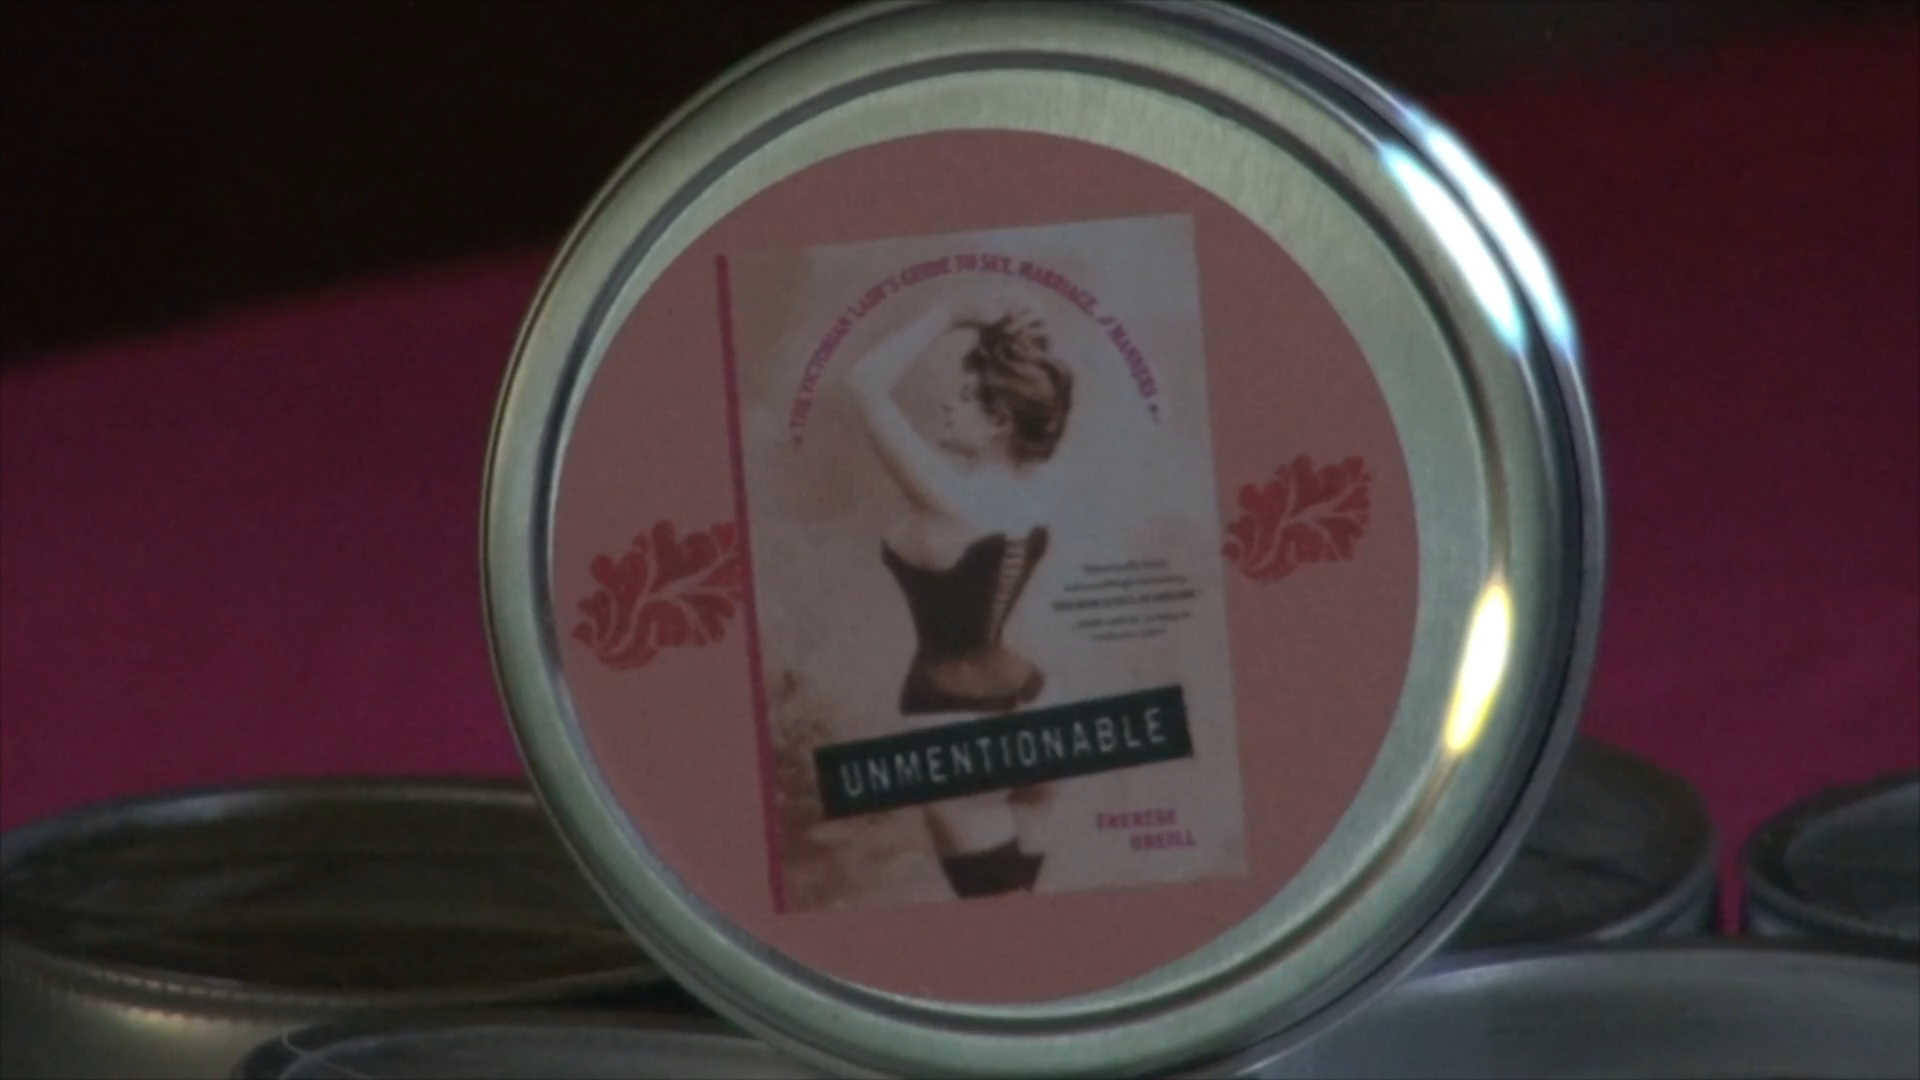 THE VICTORIAN LADY'S GUIDE TO SEX, MARRIAGE, & MANNERS
UNMENTIONABLE
THERESE
ONEILL